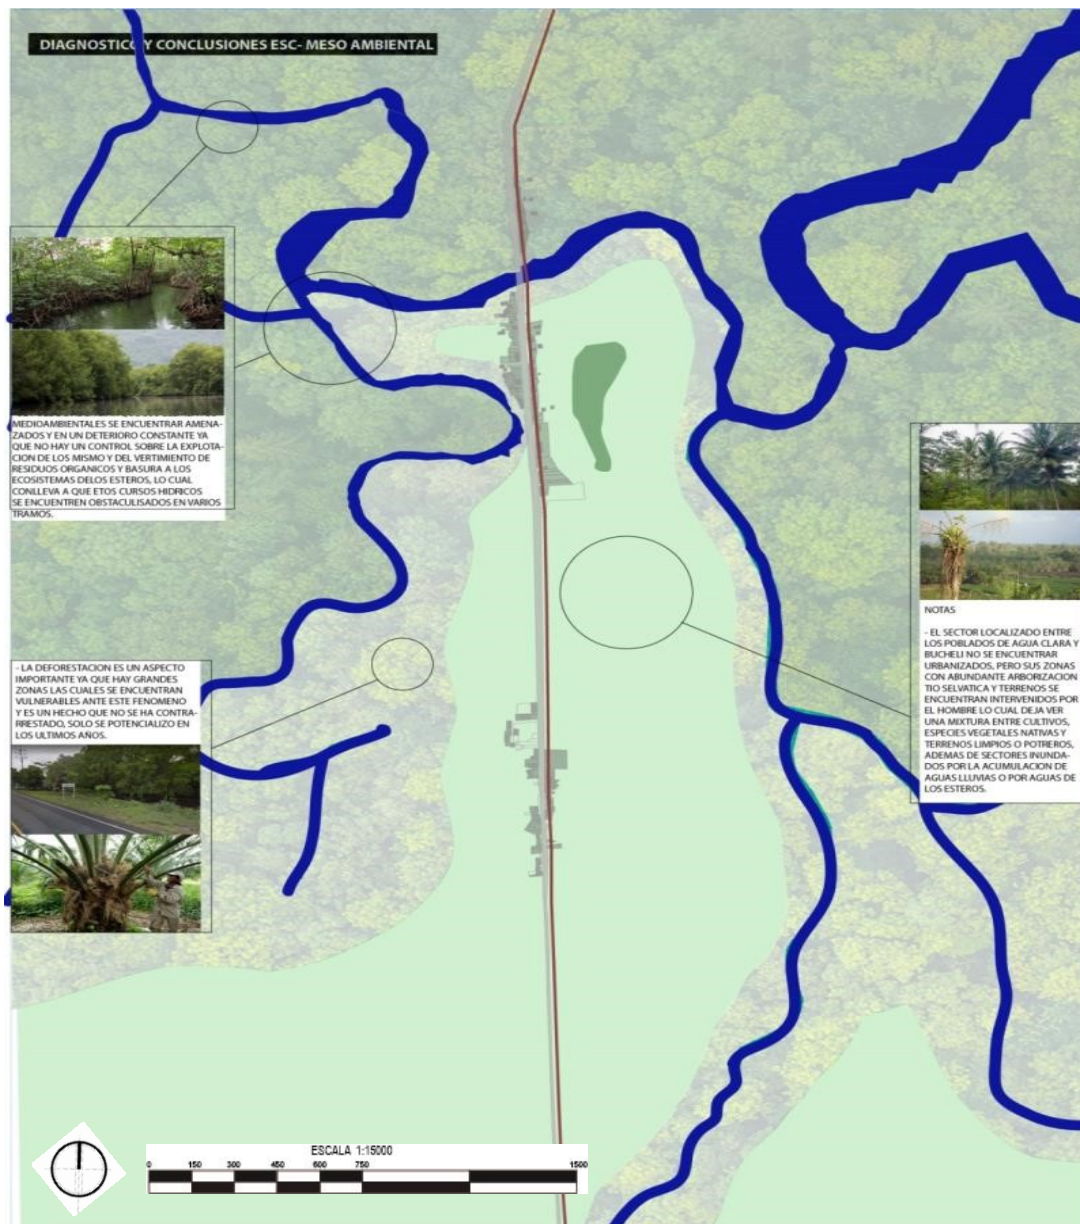 DIAGNOSTICO Y CONCLUSIONES ESC- MESO AMBIENTAL
MEDIOAMBIENTALES SE ENCUENTRAR AMENA-
ZADOS Y EN UN DETERIORO CONSTANTE YA
QUE NO HAY UN CONTROL SOBRE LA EXPLOTA-
CION DE LOS MISMO Y DEL VERTIMIENTO DE
RESIDUOS ORGANICOS Y BASURA A LOS
ECOSISTEMAS DELOS ESTEROS, LO CUAL
CONLLEVA A QUE ETOS CURSOS HIDRICOS
SE ENCUENTREN OBSTACULISADOS EN VARIOS
TRAMOS.
- LA DEFORESTACION ES UN ASPECTO
IMPORTANTE YA QUE HAY GRANDES
ZONAS LAS CUALES SE ENCUENTRAN
VULNERABLES ANTE ESTE FENOMENO
Y ES UN HECHO QUE NO SE HA CONTRA-
RRESTADO, SOLO SE POTENCIALIZO EN
LOS ULTIMOS AÑOS.
NOTAS
- EL SECTOR LOCALIZADO ENTRE
LOS POBLADOS DE AGUA CLARA Y
BUCHELI NO SE ENCUENTRAR
URBANIZADOS, PERO SUS ZONAS
CON ABUNDANTE ARBORIZACION
TIO SELVATICA Y TERRENOS SE
ENCUENTRAN INTERVENIDOS POR
EL HOMBRE LO CUAL DEJA VER
UNA MIXTURA ENTRE CULTIVOS,
ESPECIES VEGETALES NATIVAS Y
TERRENOS LIMPIOS O POTREROS,
ADEMAS DE SECTORES INUNDA-
DOS POR LA ACUMULACION DE
AGUAS LLUVIAS O POR AGUAS DE
LOS ESTEROS.
ESCALA 1:15000
0 150 300 450 600 750 1500